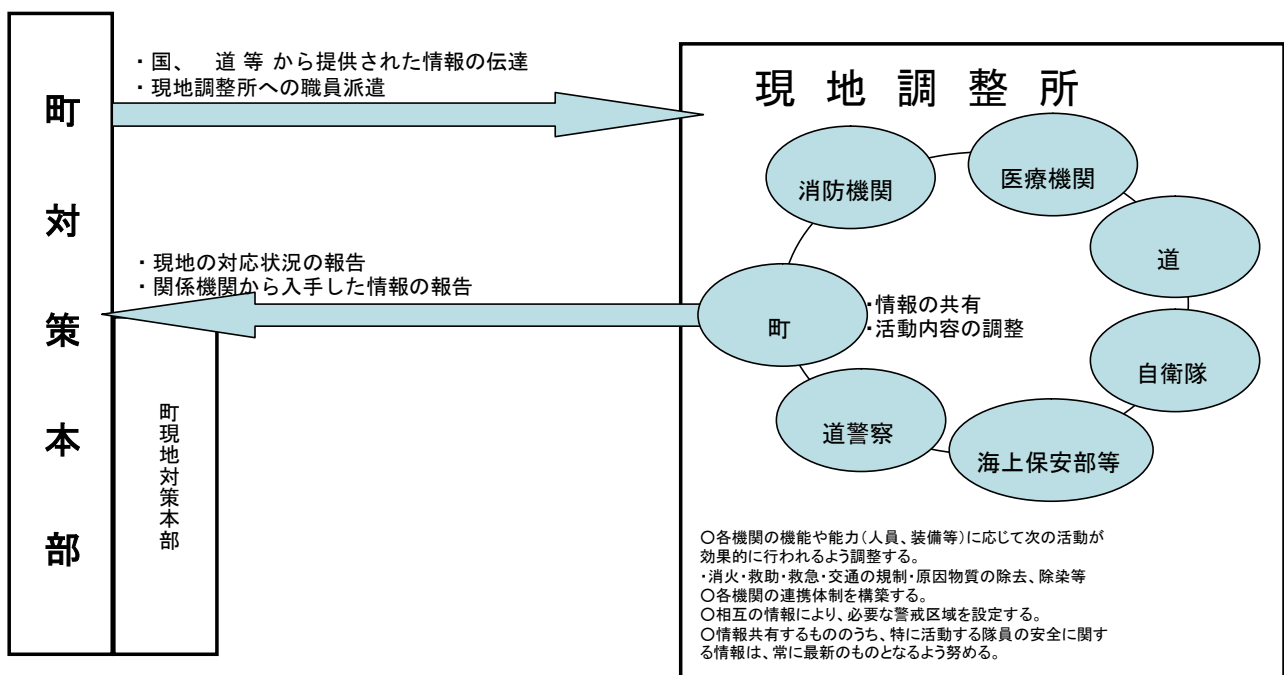 町対策本部
・国、　道 等 から提供された情報の伝達
・現地調整所への職員派遣
・現地の対応状況の報告
・関係機関から入手した情報の報告
町現地対策本部
現 地 調 整 所
消防機関
医療機関
道
町
・情報の共有
・活動内容の調整
自衛隊
道警察
海上保安部等
○各機関の機能や能力(人員、装備等)に応じて次の活動が
効果的に行われるよう調整する。
・消火・救助・救急・交通の規制・原因物質の除去、除染等
○各機関の連携体制を構築する。
○相互の情報により、必要な警戒区域を設定する。
○情報共有するもののうち、特に活動する隊員の安全に関す
る情報は、常に最新のものとなるよう努める。